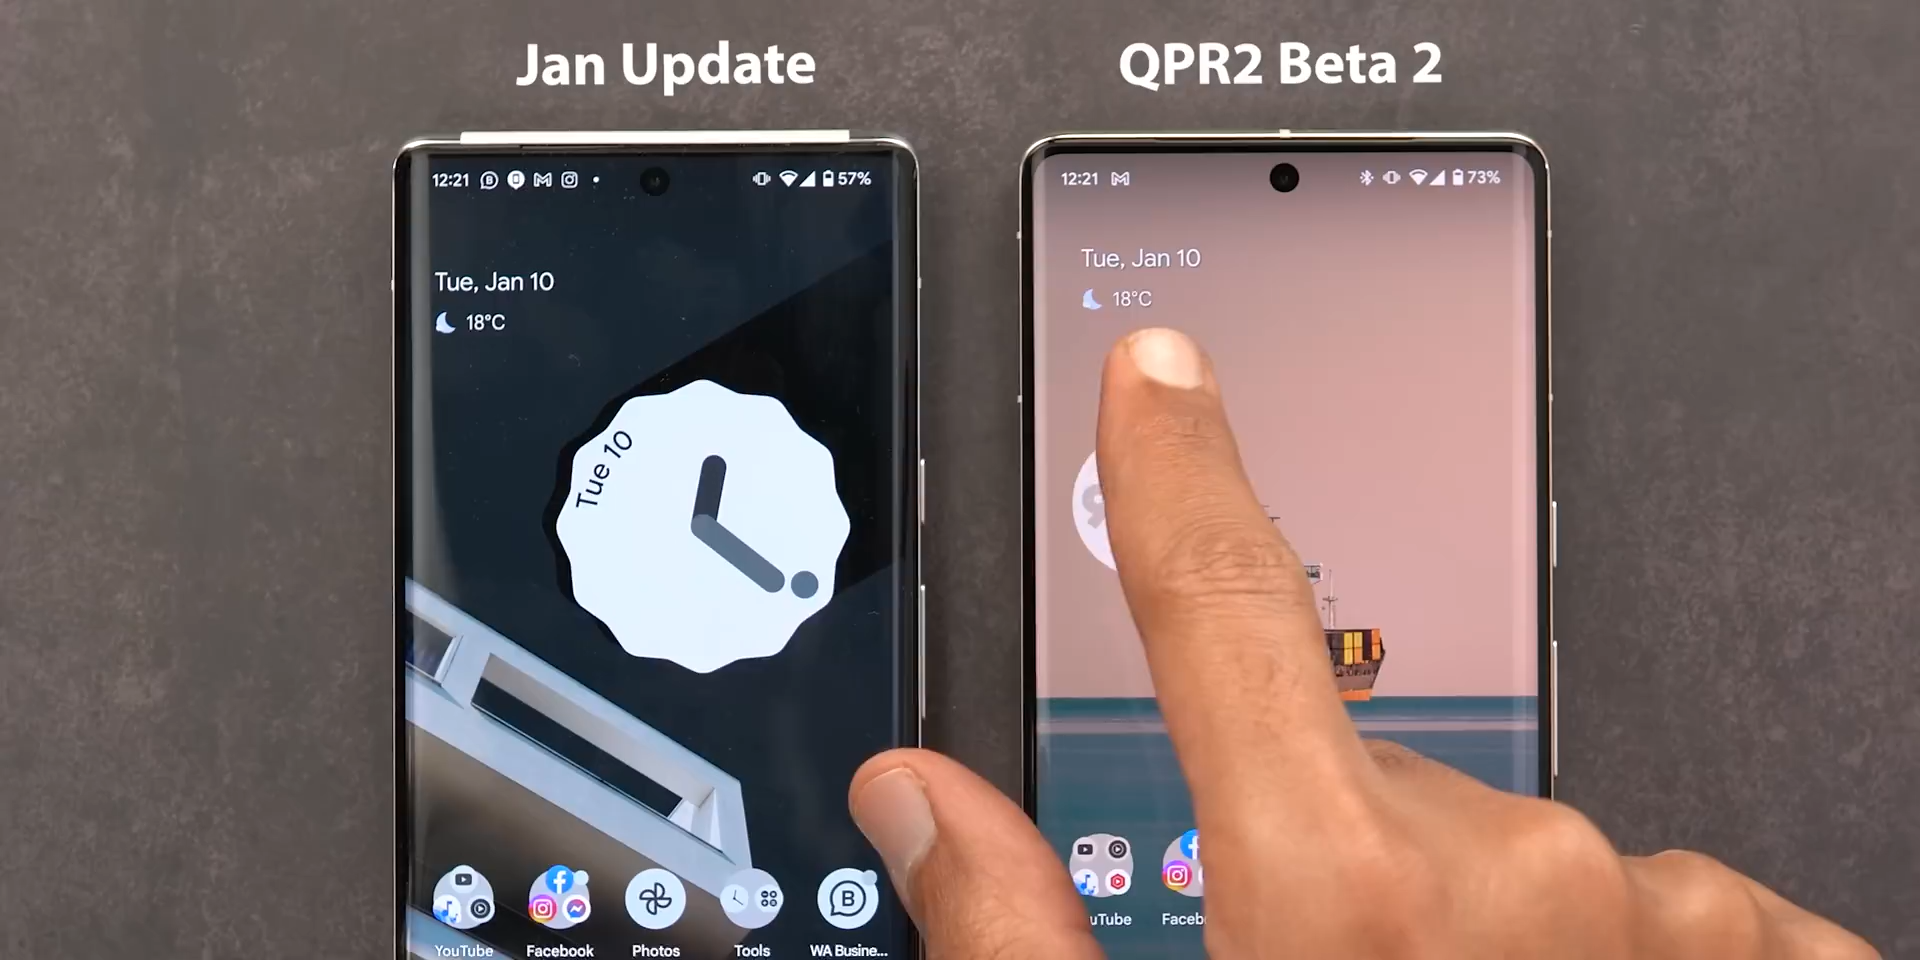 Jan Update
QPR2 Beta 2
12:21
57%
Tue, Jan 10
18°C
Tue 10
YouTube
Facebook
Photos
Tools
WA Busine...
12:21
73%
Tue, Jan 10
18°C
9
uTube
Faceb